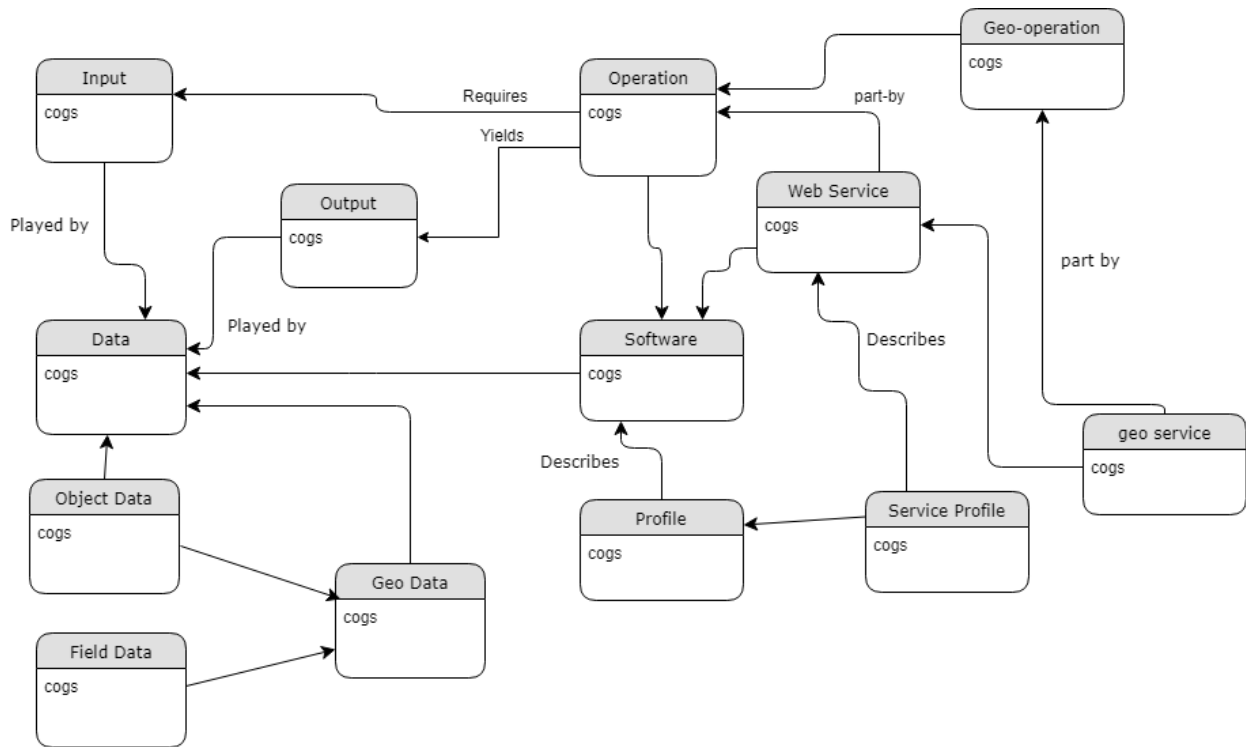 Geo-operation
cogs
Input
cogs
Operation
cogs
Requires
part-by
Yields
Web Service
cogs
Output
cogs
Played by
part by
Played by
Data
cogs
Software
cogs
Describes
geo service
cogs
Describes
Object Data
cogs
Profile
cogs
Service Profile
cogs
Geo Data
cogs
Field Data
cogs